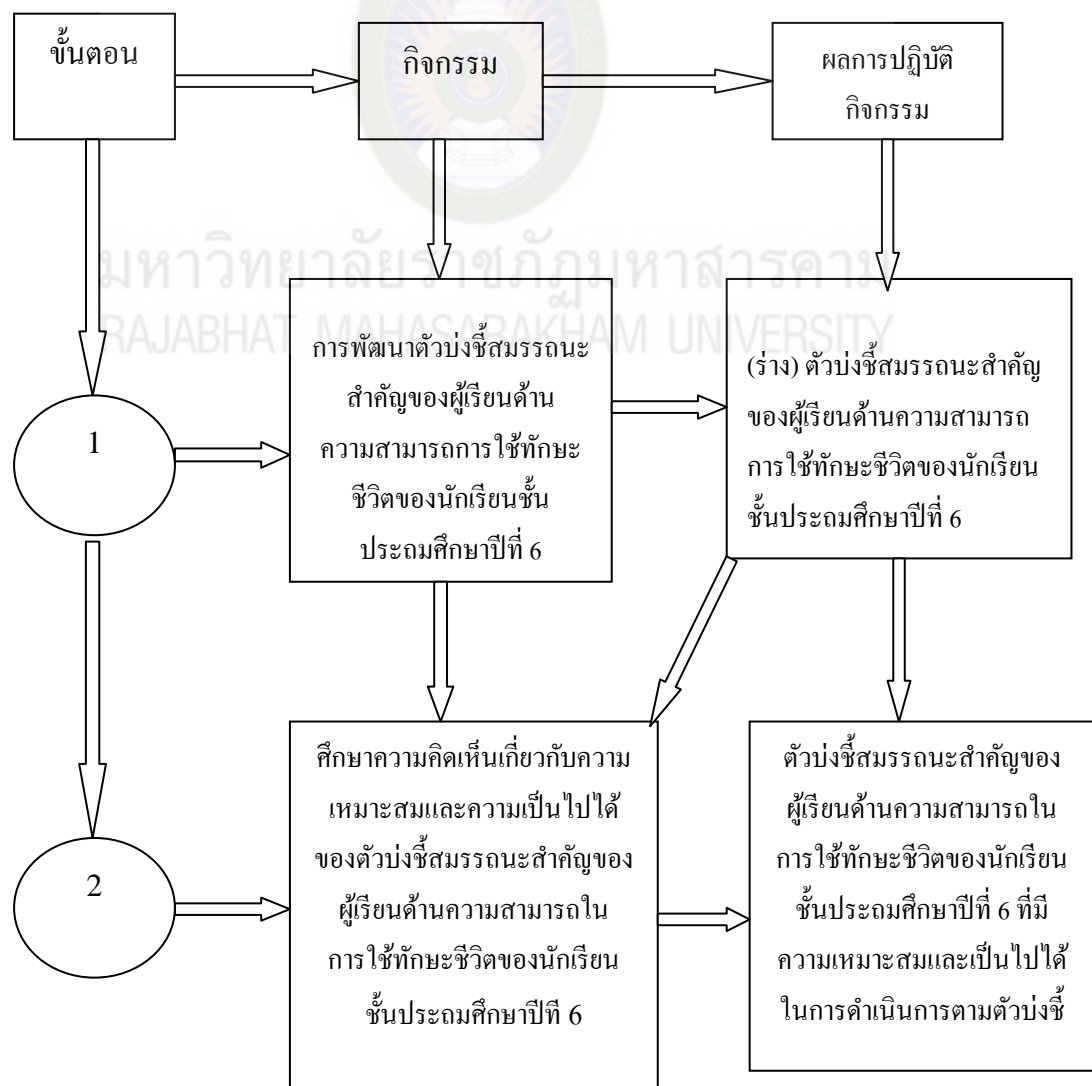 ขั้นตอน
กิจกรรม
ผลการปฏิบัติ
กิจกรรม
มหาวิทยาลัยราชภัฏมหาสารคาม
RAJABHAT MAHASARAKHAM UNIVERSITY
1
การพัฒนาตัวบ่งชี้สมรรถนะ
สำคัญของผู้เรียนด้าน
ความสามารถการใช้ทักษะ
ชีวิตของนักเรียนชั้น
ประถมศึกษาปีที่ 6
(ร่าง) ตัวบ่งชี้สมรรถนะสำคัญ
ของผู้เรียนด้านความสามารถ
การใช้ทักษะชีวิตของนักเรียน
ชั้นประถมศึกษาปีที่ 6
2
ศึกษาความคิดเห็นเกี่ยวกับความ
เหมาะสมและความเป็นไปได้
ของตัวบ่งชี้สมรรถนะสำคัญของ
ผู้เรียนด้านความสามารถใน
การใช้ทักษะชีวิตของนักเรียน
ชั้นประถมศึกษาปีที 6
ตัวบ่งชี้สมรรถนะสำคัญของ
ผู้เรียนด้านความสามารถใน
การใช้ทักษะชีวิตของนักเรียน
ชั้นประถมศึกษาปีที่ 6 ที่มี
ความเหมาะสมและเป็นไปได้
ในการดำเนินการตามตัวบ่งชี้